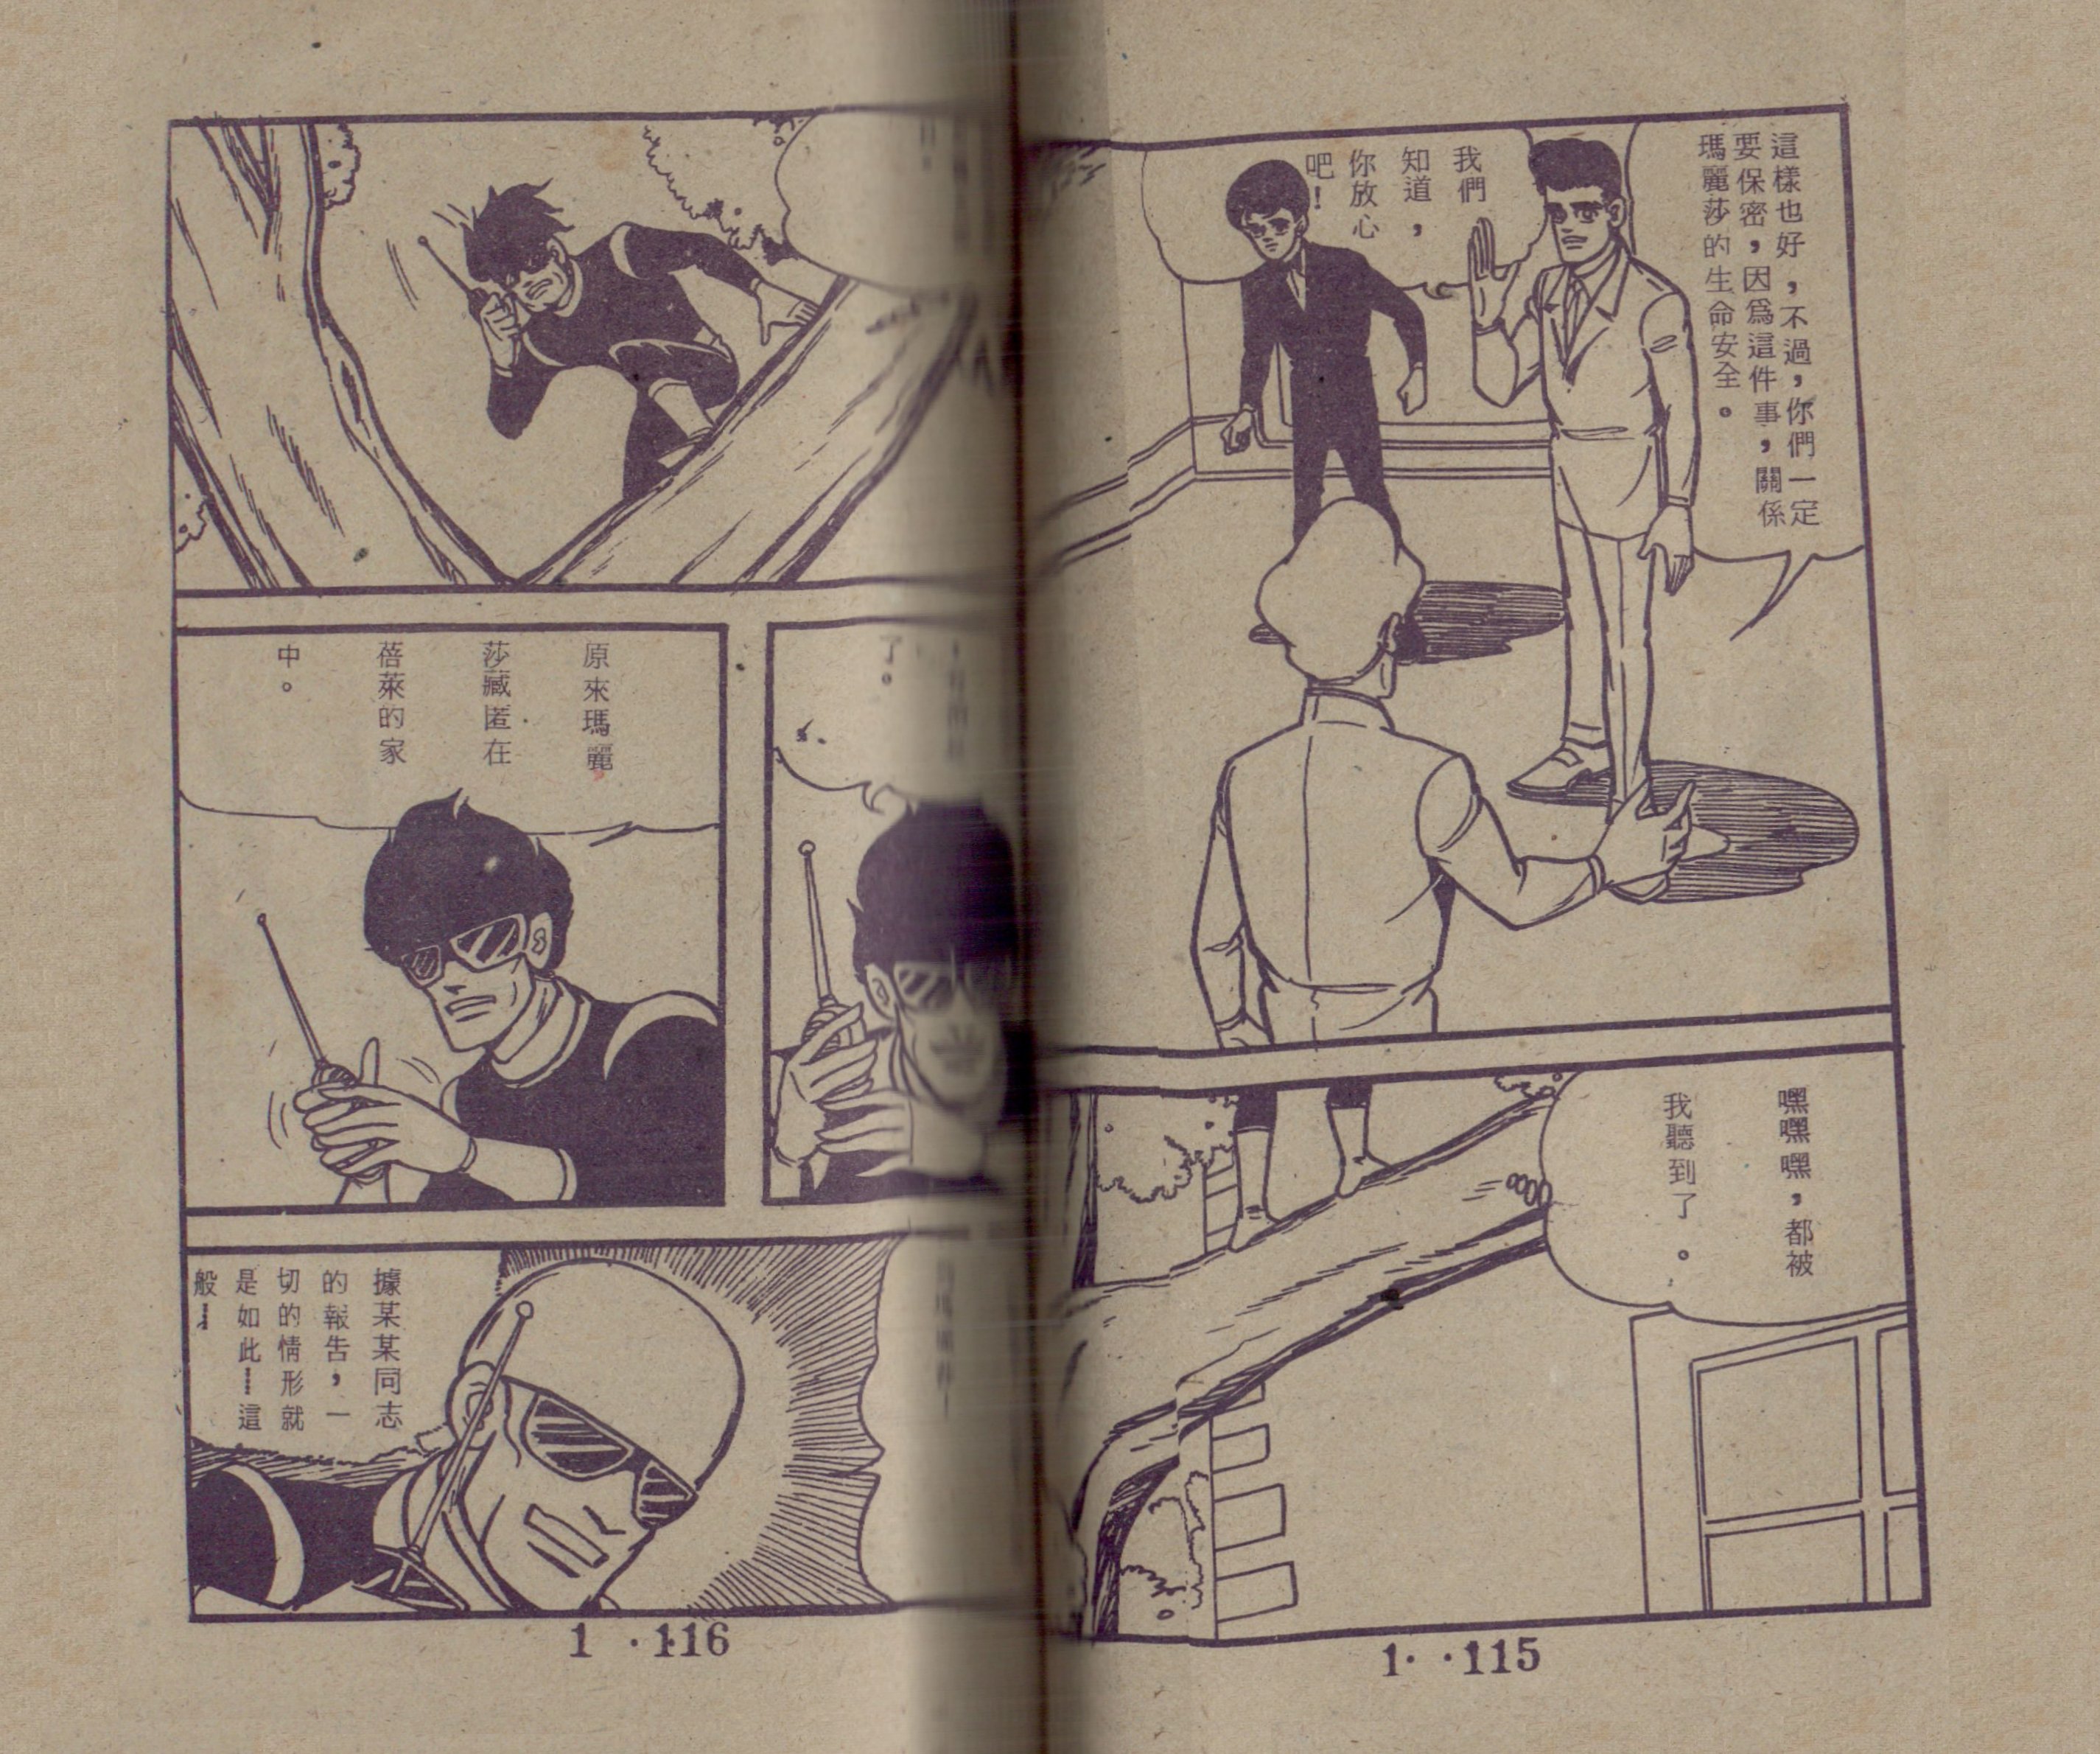 這樣也好，不過，你們一定
要保密，因爲這件事，關係
瑪麗莎的生命安全。
我們
知道，
你放心
吧！
嘿嘿嘿，都被
我聽到了。
1··115
了。
原來瑪麗
莎藏匿在
蓓萊的家
中。
據某某同志
的報告，一
切的情形就
是如此—這
般—
1·116